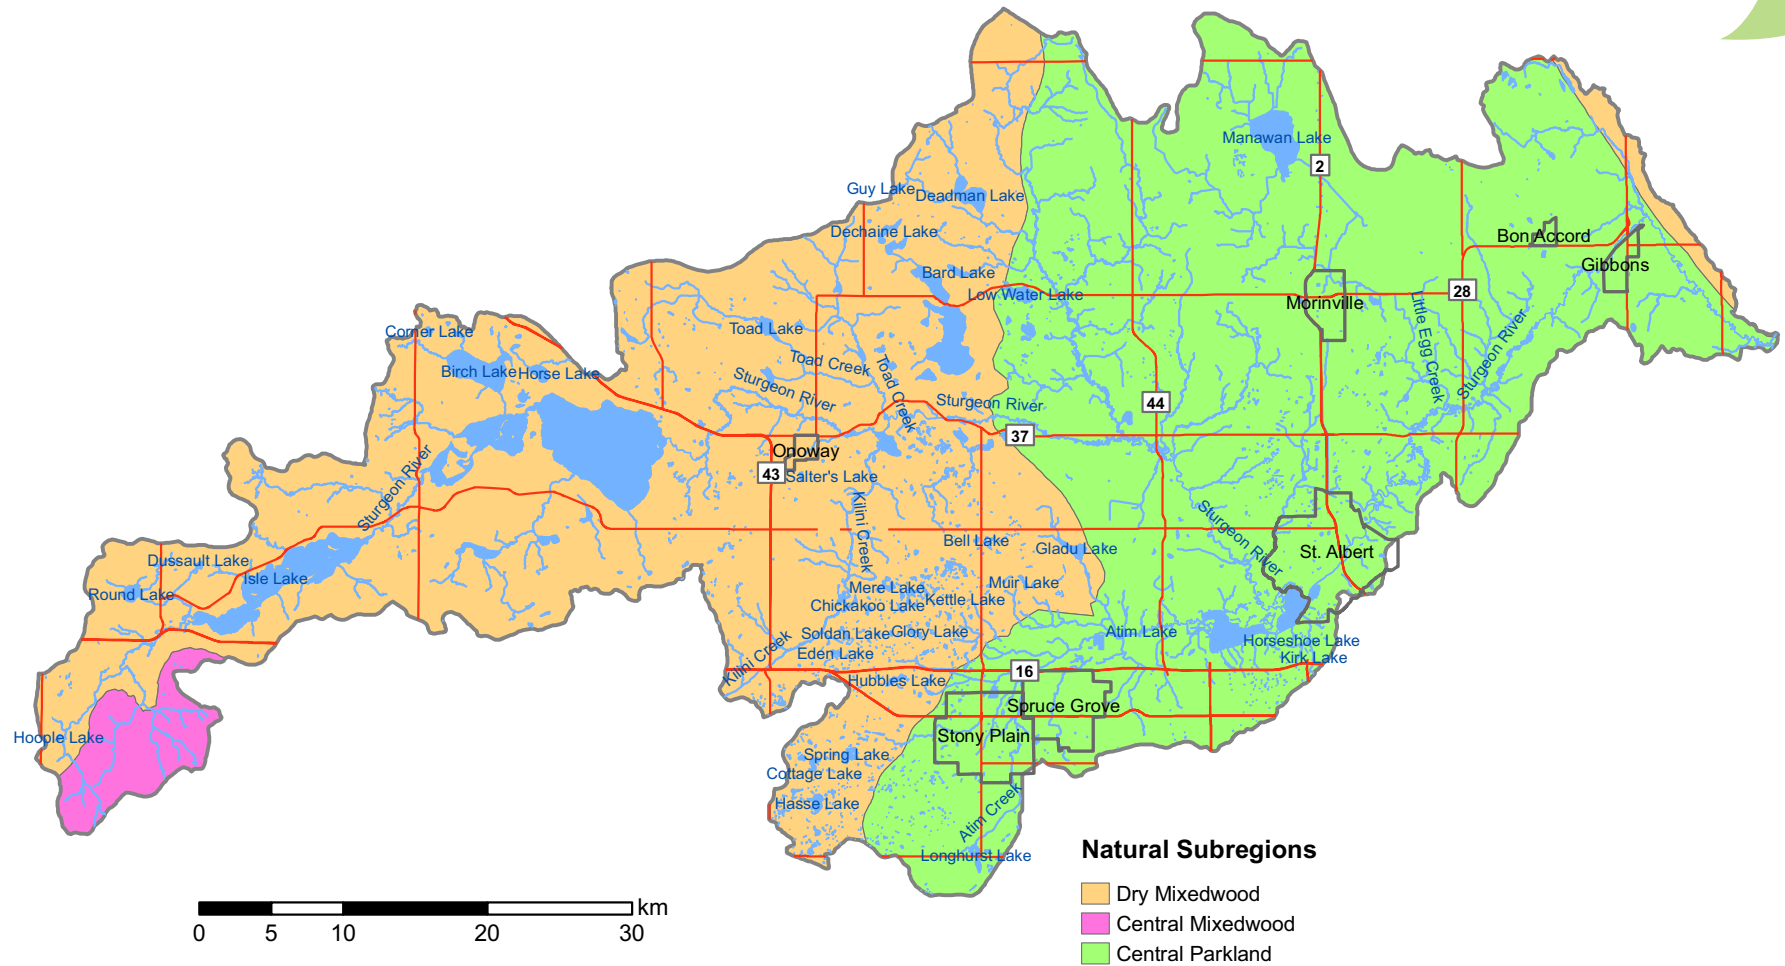 Manawan Lake
2
Guy Lake
Deadman Lake
Dechaine Lake
Bon Accord
Gibbons
Bard Lake
Low Water Lake
28
Morinville
Corner Lake
Toad Lake
Little Egg Creek
Sturgeon River
Birch Lake
Horse Lake
Toad Creek
Toad Creek
Sturgeon River
Sturgeon River
44
37
Onoway
43
Salter's Lake
Sturgeon River
Kilini Creek
Sturgeon River
Bell Lake
Gladu Lake
St. Albert
Dussault Lake
Isle Lake
Round Lake
Mere Lake
Muir Lake
Chickakoo Lake
Kettle Lake
Soldan Lake
Glory Lake
Atim Lake
Horseshoe Lake
Eden Lake
Kirk Lake
Kilini Creek
16
Hubbles Lake
Spruce Grove
Hoople Lake
Stony Plain
Spring Lake
Cottage Lake
Hasse Lake
Atim Creek
Longhurst Lake
Natural Subregions
Dry Mixedwood
Central Mixedwood
Central Parkland
km
0 5 10 20 30